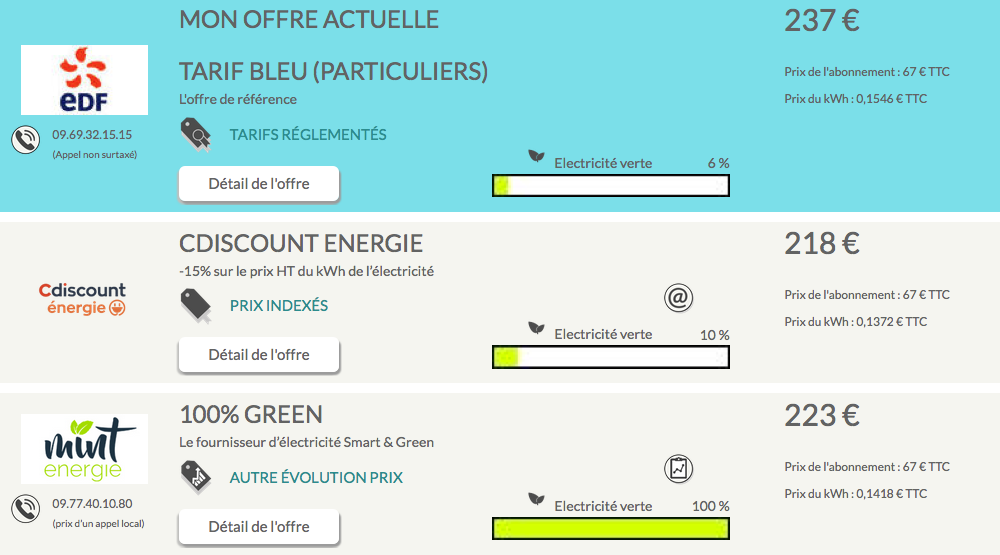 MON OFFRE ACTUELLE
237 €
eDF
TARIF BLEU (PARTICULIERS)
Prix de l'abonnement : 67 € TTC
L'offre de référence
Prix du kWh : 0,1546 € TTC
09.69.32.15.15
(Appel non surtaxé)
TARIFS RÉGLEMENTÉS
Electricité verte 6 %
Détail de l'offre
CDISCOUNT ENERGIE
218 €
-15% sur le prix HT du kWh de l’électricité
Cdiscount
énergie
PRIX INDEXÉS
@
Prix de l'abonnement : 67 € TTC
Prix du kWh : 0,1372 € TTC
Electricité verte 10 %
Détail de l'offre
100% GREEN
223 €
mint
energie
Le fournisseur d’électricité Smart & Green
AUTRE ÉVOLUTION PRIX
Prix de l'abonnement : 67 € TTC
Prix du kWh : 0,1418 € TTC
09.77.40.10.80
(prix d'un appel local)
Electricité verte 100 %
Détail de l'offre